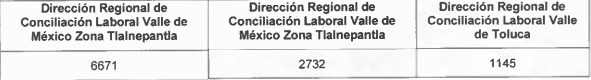 Dirección Regional de
Conciliación Laboral Valle de
México Zona Tlalnepantla
Dirección Regional de
Conciliación Laboral Valle de
México Zona Tlalnepantla
Dirección Regional de
Conciliación Laboral Valle
de Toluca
6671
2732
1145